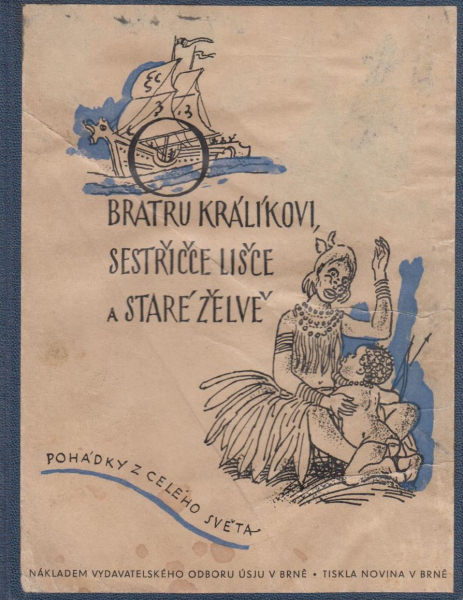 O
BRATRU KRÁLÍKOVI,
SESTŘIČCE LIŠCE
A STARÉ ŽELVĚ
POHÁDKY Z CELÉHO SVĚTA
NÁKLADEM VYDAVATELSKÉHO ODBORU ÚSJU V BRNĚ • TISKLA NOVINA V BRNĚ